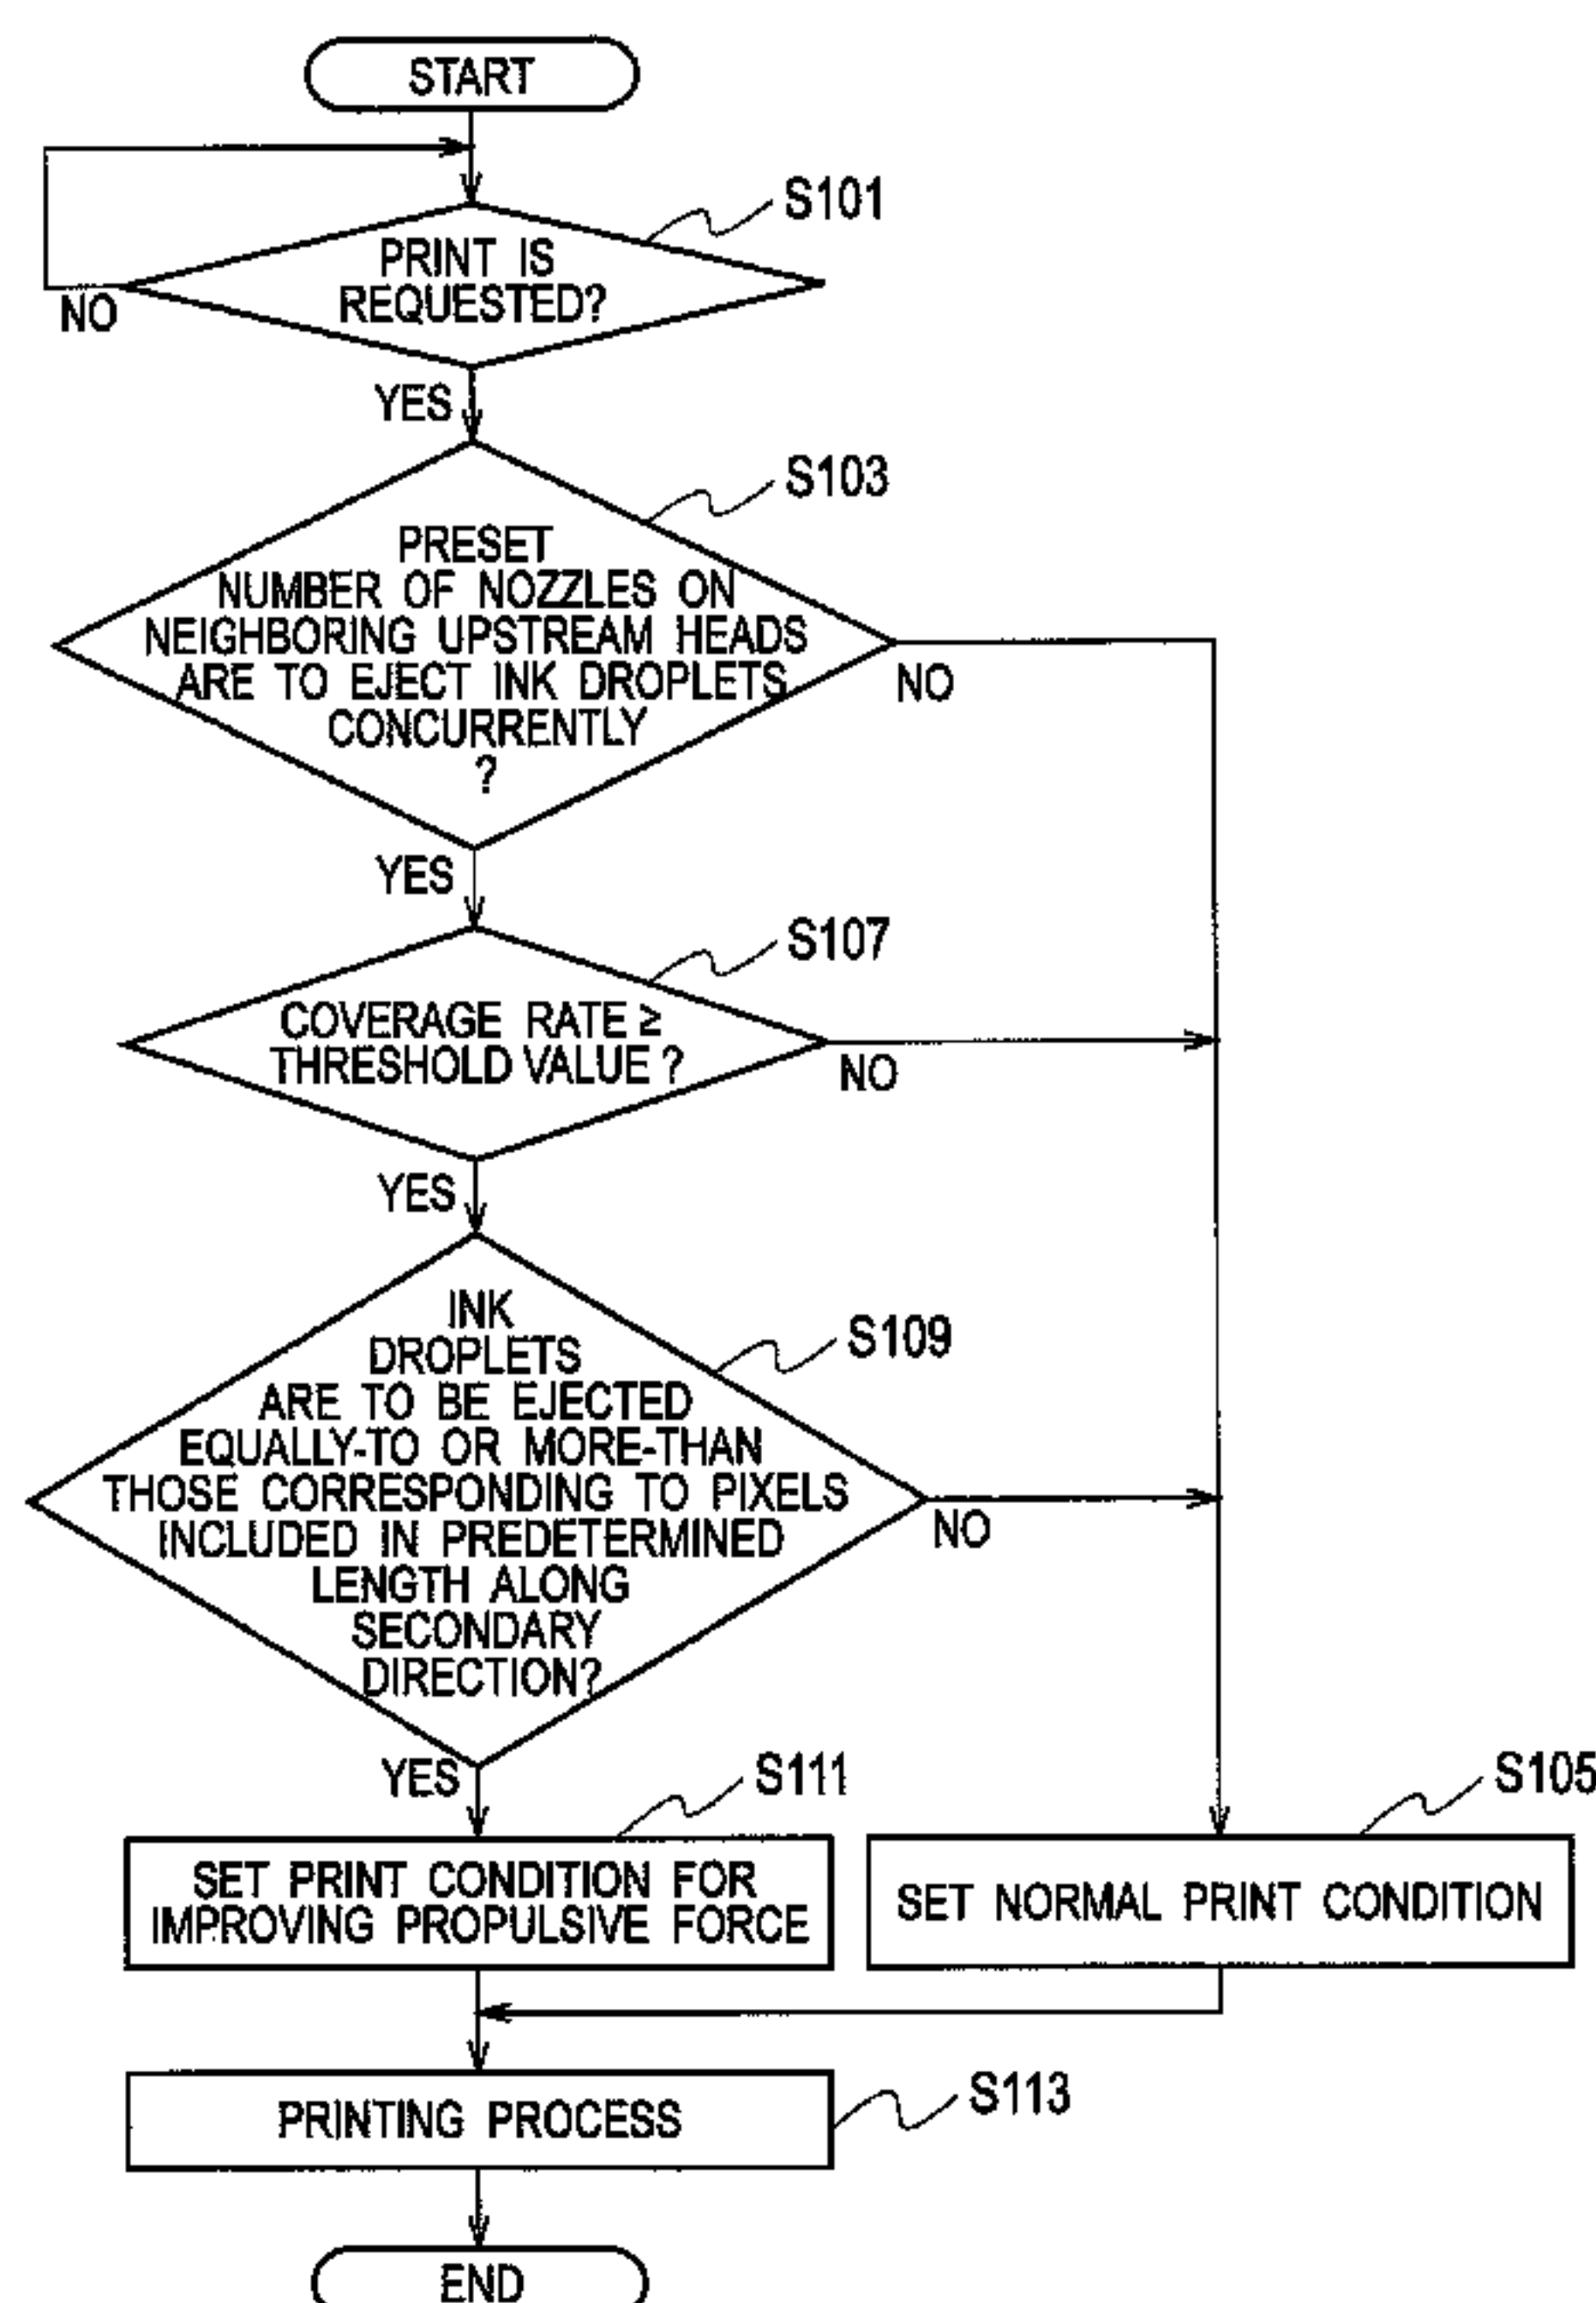 START
S101
PRINT IS
REQUESTED?
NO
YES
S103
PRESET
NUMBER OF NOZZLES ON
NEIGHBORING UPSTREAM HEADS
ARE TO EJECT INK DROPLETS
CONCURRENTLY
?
NO
YES
S107
COVERAGE RATE ≥
THRESHOLD VALUE ?
NO
YES
S109
INK
DROPLETS
ARE TO BE EJECTED
EQUALLY-TO OR MORE-THAN
THOSE CORRESPONDING TO PIXELS
INCLUDED IN PREDETERMINED
LENGTH ALONG
SECONDARY
DIRECTION?
NO
YES
S111
SET PRINT CONDITION FOR
IMPROVING PROPULSIVE FORCE
S105
SET NORMAL PRINT CONDITION
PRINTING PROCESS
S113
END